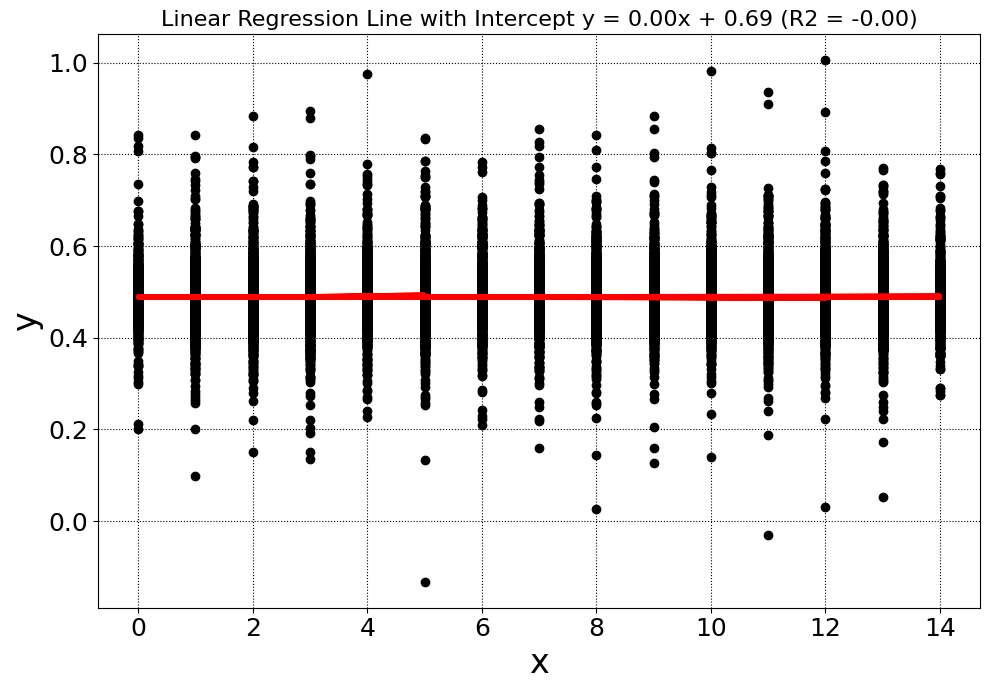 Linear Regression Line with Intercept y = 0.00x + 0.69 (R2 = -0.00)
1.0
0.8
0.6
0.4
0.2
0.0
y
0 2 4 6 8 10 12 14
x